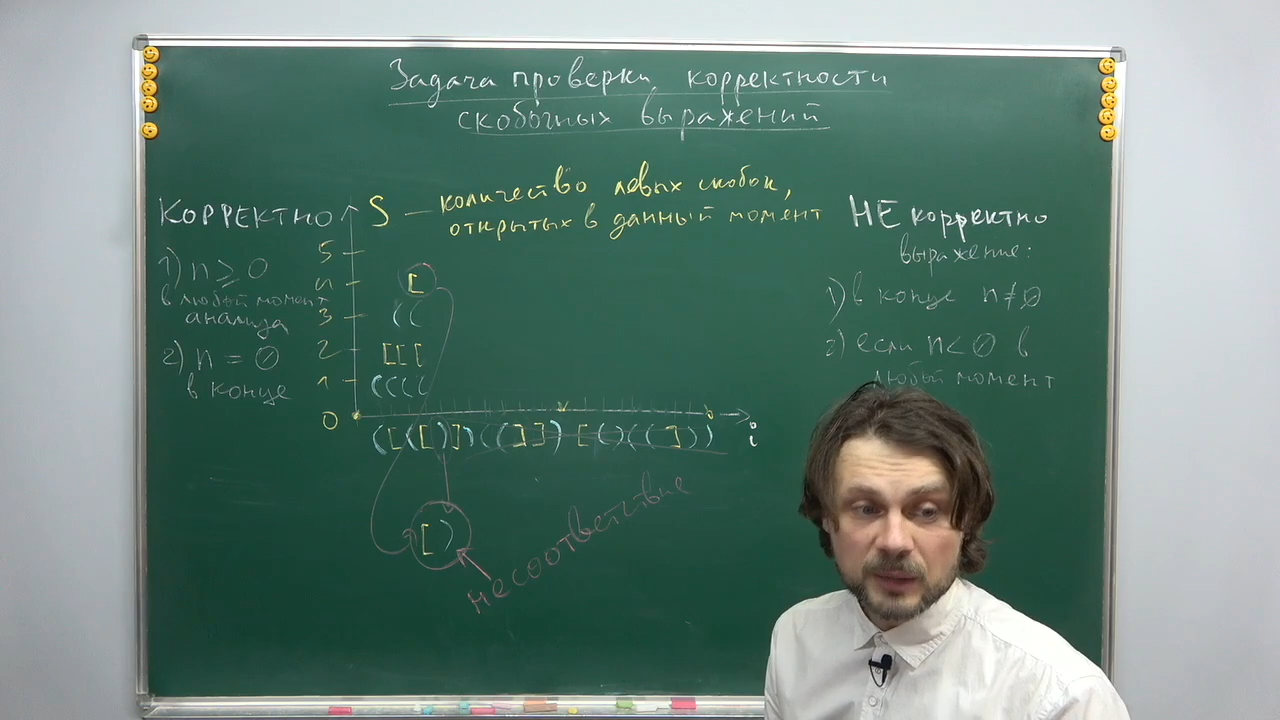 Задача проверки корректности
скобочных выражений
S — количество левых скобок,
открытых в данный момент
КОРРЕКТНО
1) n ⩾ 0
в любой момент
анализа
2) n = 0
в конце
5
4
3
2
1
0
[
((
[[[
((((
i
[)
несоответствие
НЕ корректно
выражение:
1) в конце n ≠ 0
2) если n < 0 в
любый момент